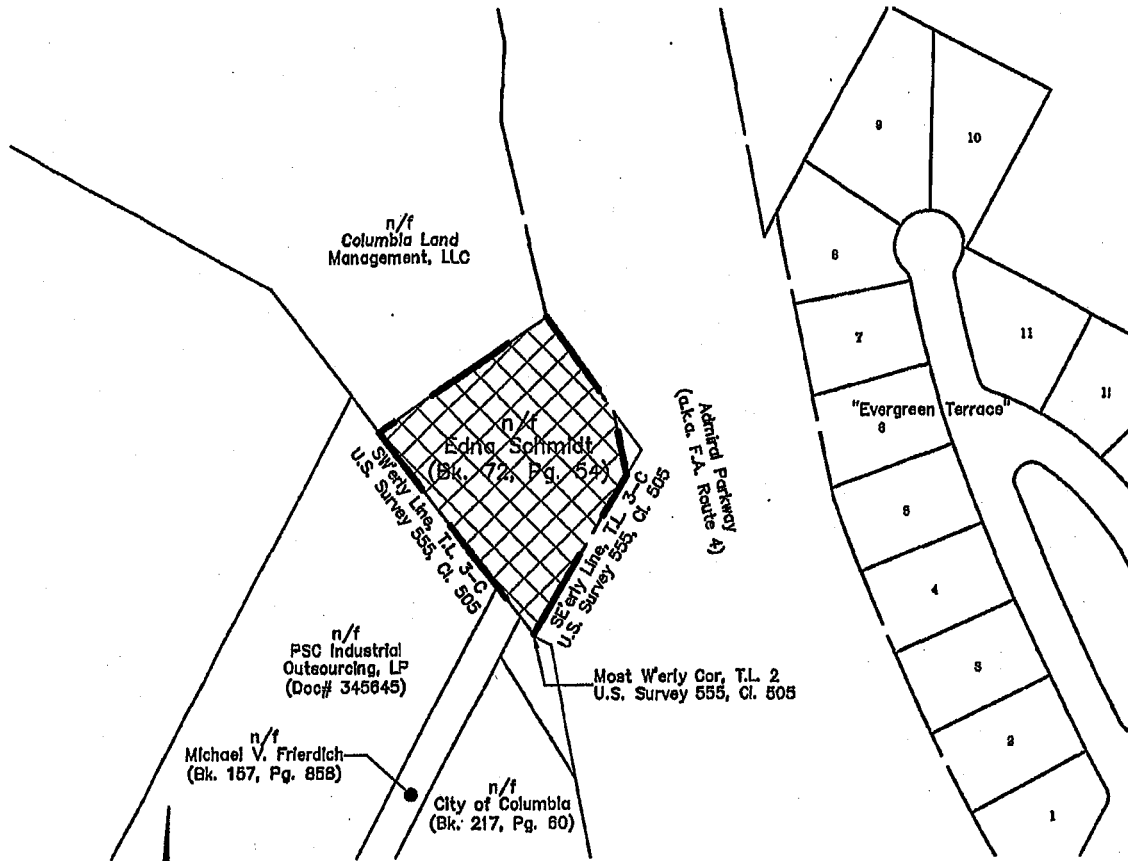 n/f
Columbia Land
Management, LLC
n/f
Edna Schmidt
(Bk. 72, Pg. 54)
SW'erly Line, T.L. 3-C
U.S. Survey 555, Cl. 505
SE'erly Line, T.L. 3-C
U.S. Survey 555, Cl. 505
Admiral Parkway
(a.k.a. F.A. Route 4)
"Evergreen Terrace"
9
10
8
7
11
11
6
5
4
3
2
1
n/f
PSC Industrial
Outsourcing, LP
(Doc# 345645)
Most W'erly Cor, T.L. 2
U.S. Survey 555, Cl. 505
n/f
Michael V. Frierdich
(Bk. 157, Pg. 858)
n/f
City of Columbia
(Bk. 217, Pg. 60)